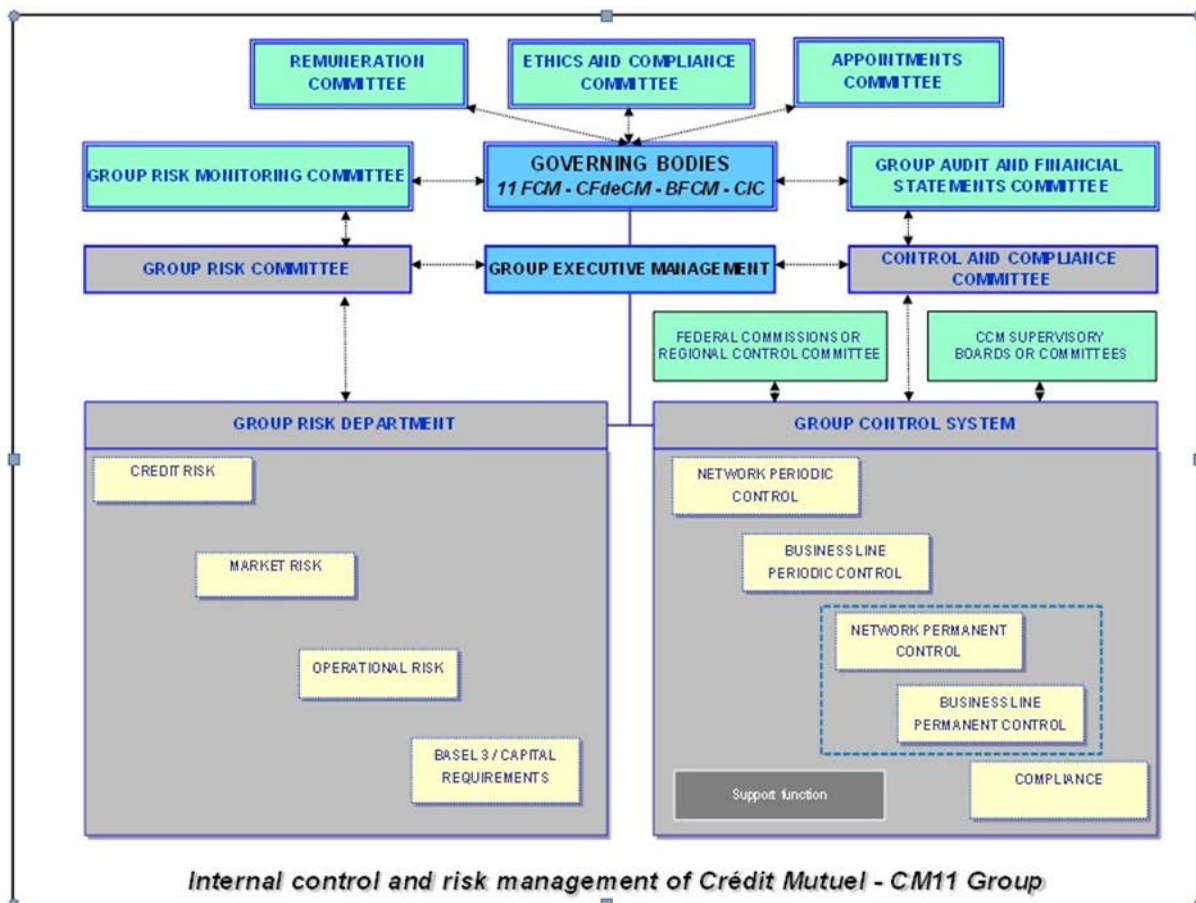 REMUNERATION
COMMITTEE
ETHICS AND COMPLIANCE
COMMITTEE
APPOINTMENTS
COMMITTEE
GROUP RISK MONITORING COMMITTEE
GOVERNING BODIES
11 FCM - CFdeCM - BFCM - CIC
GROUP AUDIT AND FINANCIAL
STATEMENTS COMMITTEE
GROUP RISK COMMITTEE
GROUP EXECUTIVE MANAGEMENT
CONTROL AND COMPLIANCE
COMMITTEE
FEDERAL COMMISSIONS OR
REGIONAL CONTROL COMMITTEE
CCM SUPERVISORY
BOARDS OR COMMITTEES
GROUP RISK DEPARTMENT
CREDIT RISK
MARKET RISK
OPERATIONAL RISK
BASEL 3 / CAPITAL
REQUIREMENTS
GROUP CONTROL SYSTEM
NETWORK PERIODIC
CONTROL
BUSINESS LINE
PERIODIC CONTROL
NETWORK PERMANENT
CONTROL
BUSINESS LINE
PERMANENT CONTROL
Support function
COMPLIANCE
Internal control and risk management of Crédit Mutuel - CM11 Group